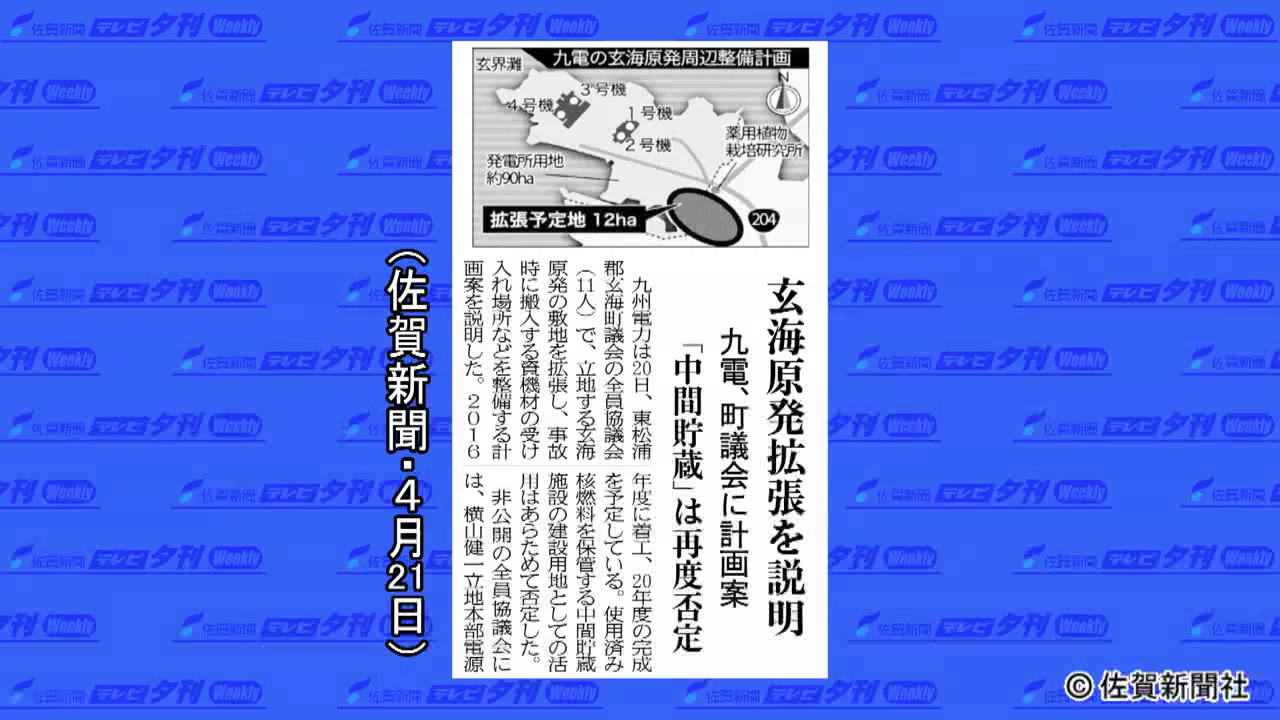 九電の玄海原発周辺整備計画
玄界灘
N
3号機
4号機
1号機
2号機
薬用植物
栽培研究所
発電所用地
約90ha
拡張予定地 12ha
204
玄海原発拡張を説明
九電、町議会に計画案
「中間貯蔵」は再度否定
九州電力は20日、東松浦
郡玄海町議会の全員協議会
（11人）で、立地する玄海
原発の敷地を拡張し、事故
時に搬入する資機材の受け
入れ場所などを整備する計
画案を説明した。2016
年度に着工、20年度の完成
を予定している。使用済み
核燃料を保管する中間貯蔵
施設の建設用地としての活
用はあらためて否定した。
非公開の全員協議会に
は、横山健一立地本部電源
（佐賀新聞・4月21日）
佐賀新聞 テレビ夕刊 Weekly
© 佐賀新聞社